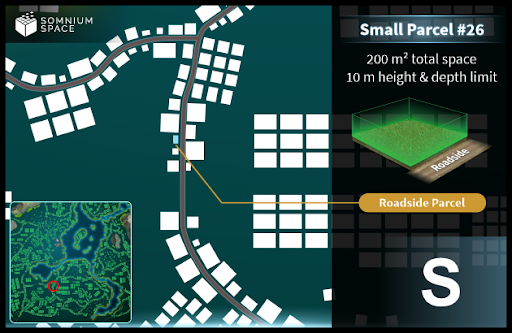 SOMNIUM
SPACE
Small Parcel #26
200 m² total space
10 m height & depth limit
Roadside
Roadside Parcel
S